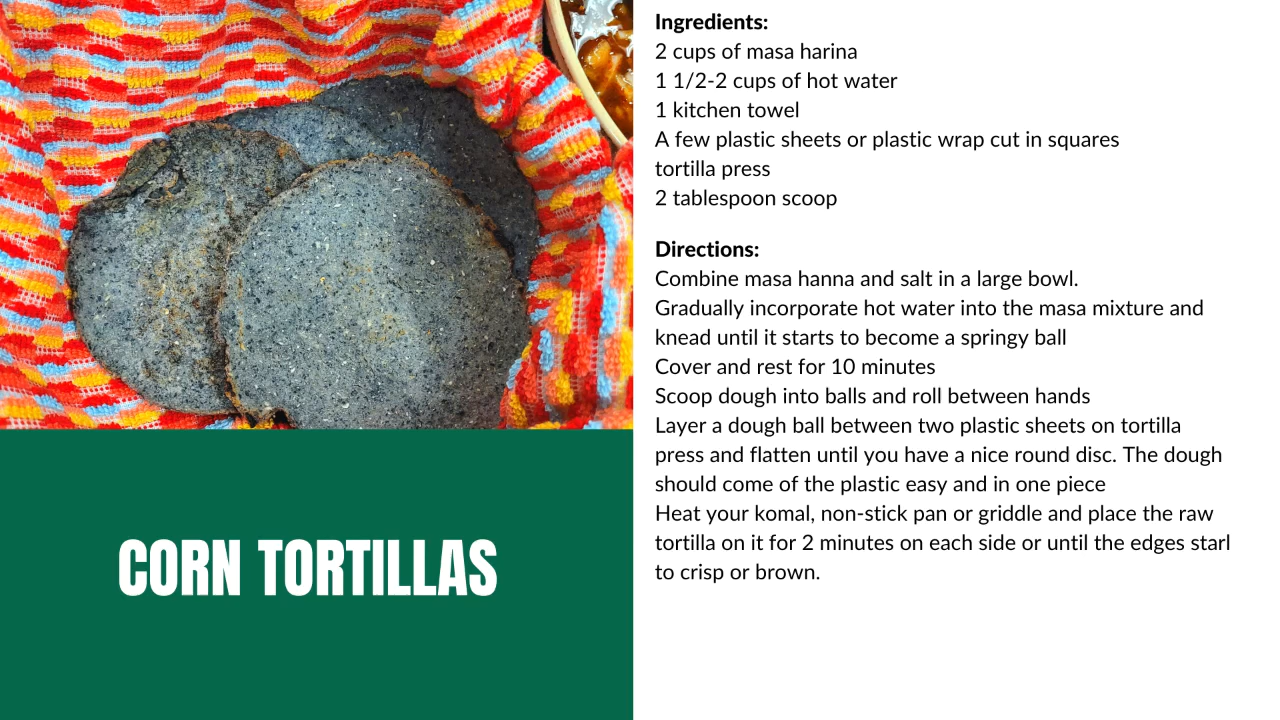 Ingredients:
2 cups of masa harina
1 1/2-2 cups of hot water
1 kitchen towel
A few plastic sheets or plastic wrap cut in squares
tortilla press
2 tablespoon scoop
Directions:
Combine masa hanna and salt in a large bowl.
Gradually incorporate hot water into the masa mixture and
knead until it starts to become a springy ball
Cover and rest for 10 minutes
Scoop dough into balls and roll between hands
Layer a dough ball between two plastic sheets on tortilla
press and flatten until you have a nice round disc. The dough
should come of the plastic easy and in one piece
Heat your komal, non-stick pan or griddle and place the raw
tortilla on it for 2 minutes on each side or until the edges starl
to crisp or brown.
CORN TORTILLAS